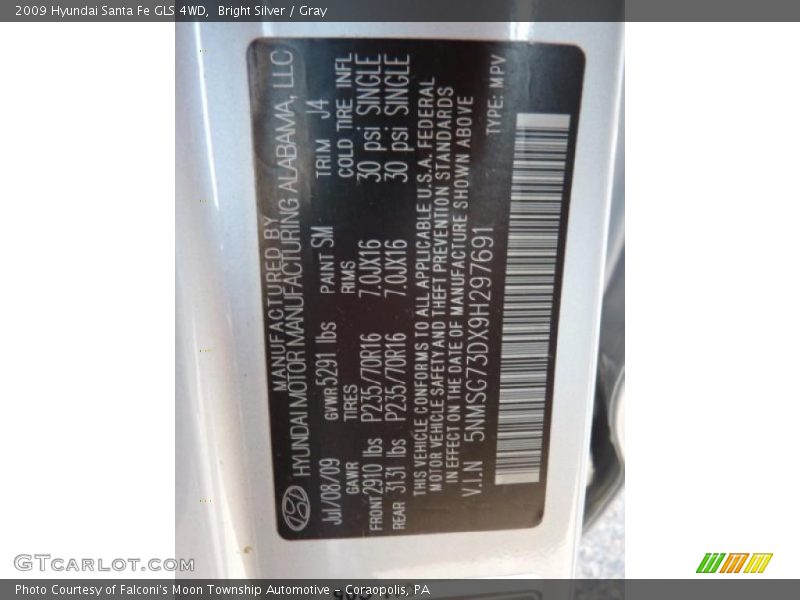 2009 Hyundai Santa Fe GLS 4WD,  Bright Silver / Gray
MANUFACTURED BY
HYUNDAI MOTOR MANUFACTURING ALABAMA, LLC
Jul/08/09 GVWR 5291 lbs PAINT SM TRIM J4
GAWR TIRES RIMS COLD TIRE INFL
FRONT 2910 lbs P235/70R16 7.0JX16 30 psi SINGLE
REAR 3131 lbs P235/70R16 7.0JX16 30 psi SINGLE
THIS VEHICLE CONFORMS TO ALL APPLICABLE U.S.A. FEDERAL
MOTOR VEHICLE SAFETY AND THEFT PREVENTION STANDARDS
IN EFFECT ON THE DATE OF MANUFACTURE SHOWN ABOVE
V.I.N 5NMSG73DX9H297691 TYPE: MPV
GTCarLot.com
Photo Courtesy of Falconi's Moon Township Automotive - Coraopolis, PA